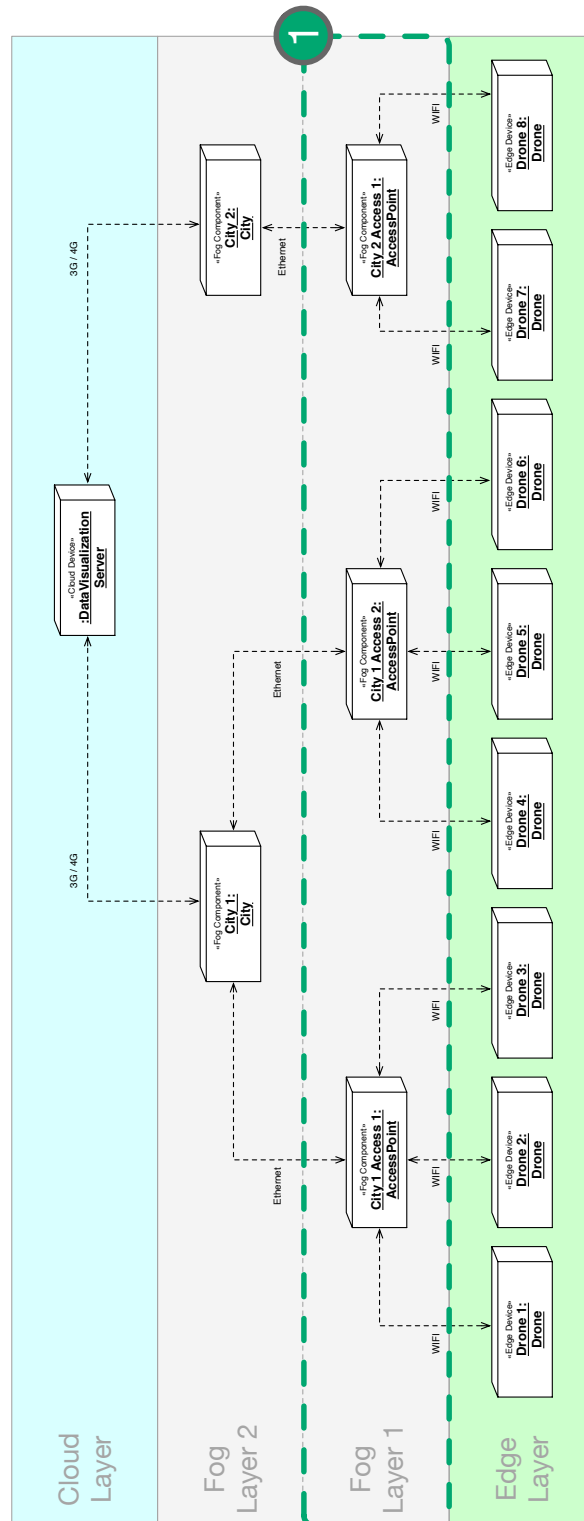 1
Cloud
Layer
«Cloud Device»
:DataVisualization
Server
3G / 4G
3G / 4G
Fog
Layer 2
«Fog Component»
City 1:
City
«Fog Component»
City 2:
City
Ethernet
Ethernet
Ethernet
Fog
Layer 1
«Fog Component»
City 1 Access 1:
AccessPoint
«Fog Component»
City 1 Access 2:
AccessPoint
«Fog Component»
City 2 Access 1:
AccessPoint
WIFI
WIFI
WIFI
WIFI
WIFI
WIFI
WIFI
WIFI
Edge
Layer
«Edge Device»
Drone 1:
Drone
«Edge Device»
Drone 2:
Drone
«Edge Device»
Drone 3:
Drone
«Edge Device»
Drone 4:
Drone
«Edge Device»
Drone 5:
Drone
«Edge Device»
Drone 6:
Drone
«Edge Device»
Drone 7:
Drone
«Edge Device»
Drone 8:
Drone